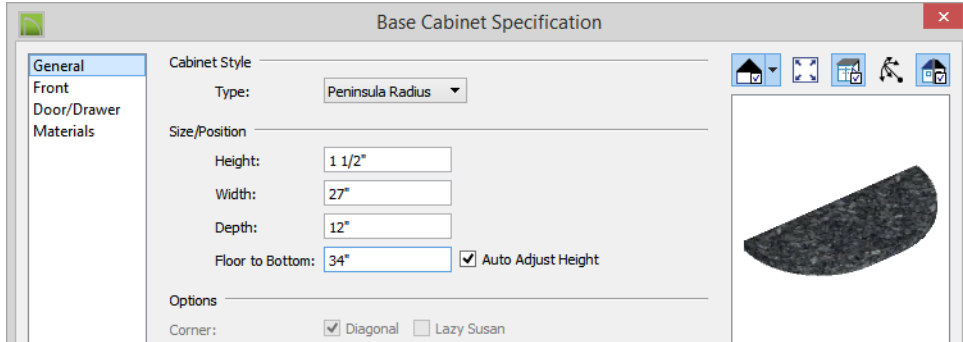 Base Cabinet Specification
General
Front
Door/Drawer
Materials
Cabinet Style
Type: Peninsula Radius
Size/Position
Height: 1 1/2"
Width: 27"
Depth: 12"
Floor to Bottom: 34" Auto Adjust Height
Options
Corner: Diagonal Lazy Susan